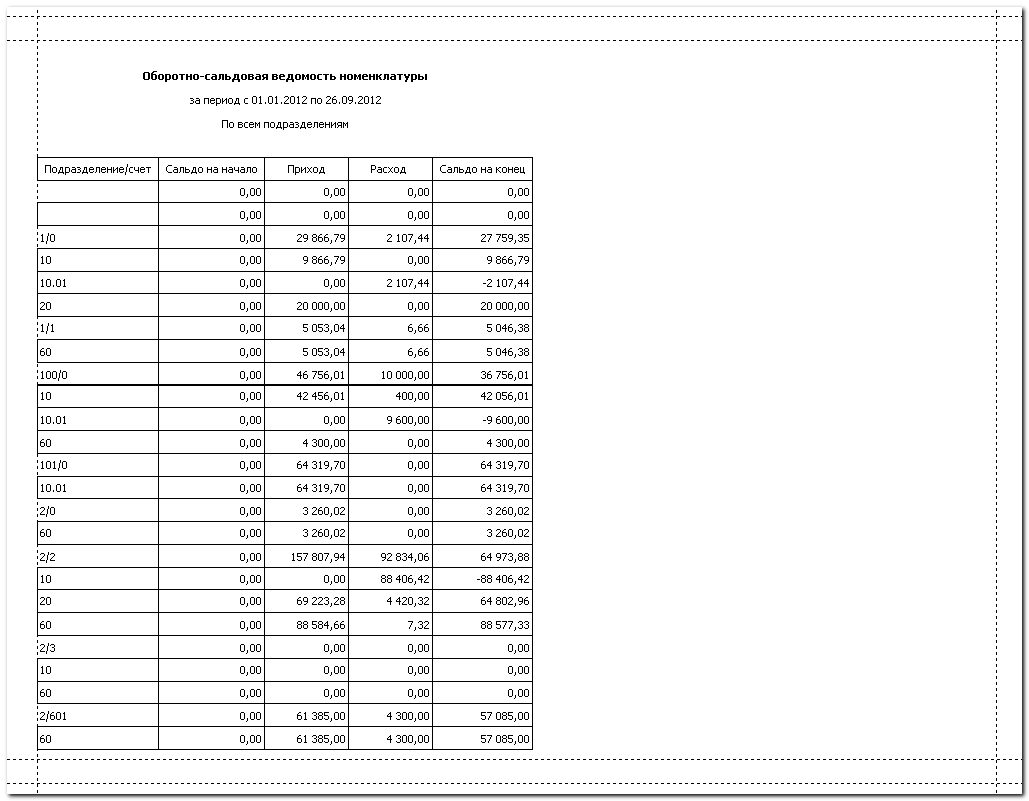 Оборотно-сальдовая ведомость номенклатуры
за период с 01.01.2012 по 26.09.2012
По всем подразделениям
Подразделение/счет Сальдо на начало Приход Расход Сальдо на конец
0,00 0,00 0,00 0,00
0,00 0,00 0,00 0,00
1/0 0,00 29 866,79 2 107,44 27 759,35
10 0,00 9 866,79 0,00 9 866,79
10.01 0,00 0,00 2 107,44 -2 107,44
20 0,00 20 000,00 0,00 20 000,00
1/1 0,00 5 053,04 6,66 5 046,38
60 0,00 5 053,04 6,66 5 046,38
100/0 0,00 46 756,01 10 000,00 36 756,01
10 0,00 42 456,01 400,00 42 056,01
10.01 0,00 0,00 9 600,00 -9 600,00
60 0,00 4 300,00 0,00 4 300,00
101/0 0,00 64 319,70 0,00 64 319,70
10.01 0,00 64 319,70 0,00 64 319,70
2/0 0,00 3 260,02 0,00 3 260,02
60 0,00 3 260,02 0,00 3 260,02
2/2 0,00 157 807,94 92 834,06 64 973,88
10 0,00 0,00 88 406,42 -88 406,42
20 0,00 69 223,28 4 420,32 64 802,96
60 0,00 88 584,66 7,32 88 577,33
2/3 0,00 0,00 0,00 0,00
10 0,00 0,00 0,00 0,00
60 0,00 0,00 0,00 0,00
2/601 0,00 61 385,00 4 300,00 57 085,00
60 0,00 61 385,00 4 300,00 57 085,00